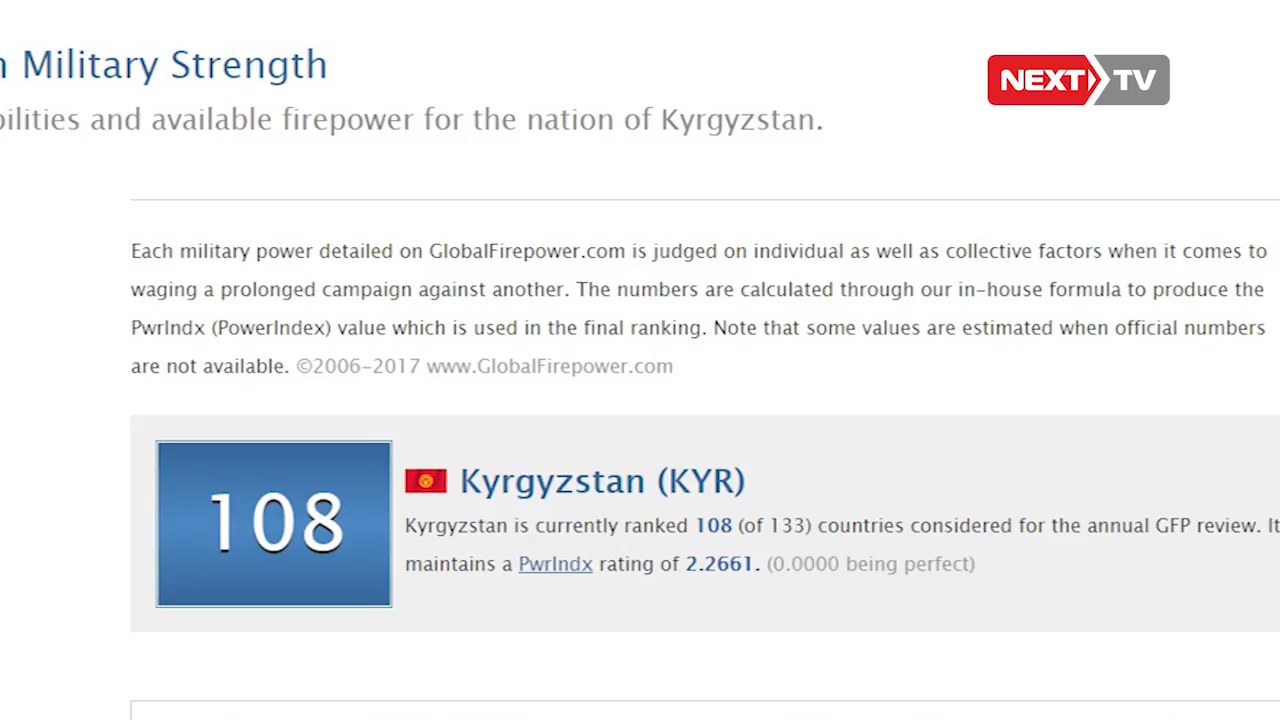 Military Strength
NEXT TV
and available firepower for the nation of Kyrgyzstan.
Each military power detailed on GlobalFirepower.com is judged on individual as well as collective factors when it comes to
waging a prolonged campaign against another. The numbers are calculated through our in-house formula to produce the
PwrIndx (PowerIndex) value which is used in the final ranking. Note that some values are estimated when official numbers
are not available. ©2006-2017 www.GlobalFirepower.com
108
Kyrgyzstan (KYR)
Kyrgyzstan is currently ranked 108 (of 133) countries considered for the annual GFP review. It
maintains a PwrIndx rating of 2.2661. (0.0000 being perfect)